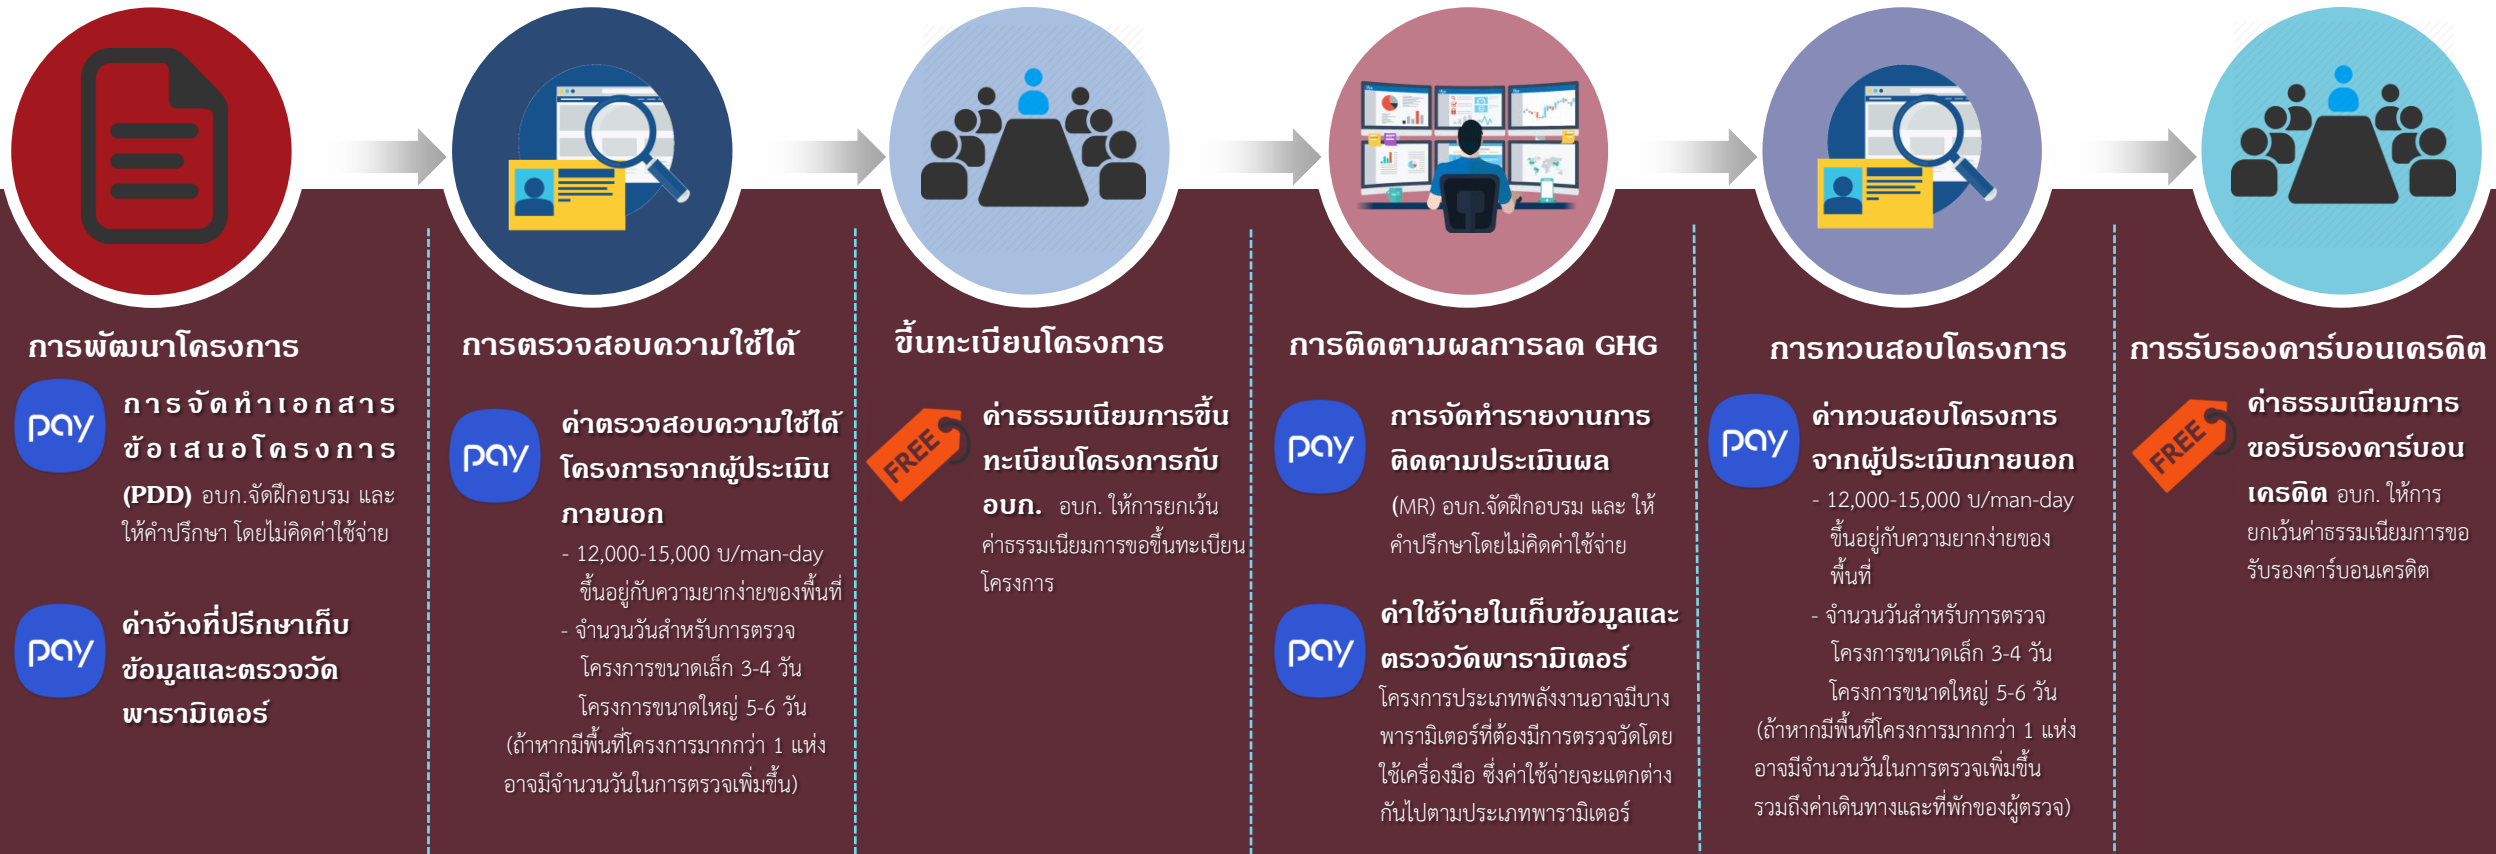 การพัฒนาโครงการ
pay
การจัดทำเอกสาร
ข้อเสนอโครงการ
(PDD) อบก.จัดฝึกอบรม และ
ให้คำปรึกษา โดยไม่คิดค่าใช้จ่าย
pay
ค่าจ้างที่ปรึกษาเก็บ
ข้อมูลและตรวจวัด
พารามิเตอร์
การตรวจสอบความใช้ได้
pay
ค่าตรวจสอบความใช้ได้
โครงการจากผู้ประเมิน
ภายนอก
- 12,000-15,000 บ/man-day
ขึ้นอยู่กับความยากง่ายของพื้นที่
- จำนวนวันสำหรับการตรวจ
โครงการขนาดเล็ก 3-4 วัน
โครงการขนาดใหญ่ 5-6 วัน
(ถ้าหากมีพื้นที่โครงการมากกว่า 1 แห่ง
อาจมีจำนวนวันในการตรวจเพิ่มขึ้น)
ขึ้นทะเบียนโครงการ
FREE
ค่าธรรมเนียมการขึ้น
ทะเบียนโครงการกับ
อบก. อบก. ให้การยกเว้น
ค่าธรรมเนียมการขอขึ้นทะเบียน
โครงการ
การติดตามผลการลด GHG
pay
การจัดทำรายงานการ
ติดตามประเมินผล
(MR) อบก.จัดฝึกอบรม และ ให้
คำปรึกษาโดยไม่คิดค่าใช้จ่าย
pay
ค่าใช้จ่ายในเก็บข้อมูลและ
ตรวจวัดพารามิเตอร์
โครงการประเภทพลังงานอาจมีบาง
พารามิเตอร์ที่ต้องมีการตรวจวัดโดย
ใช้เครื่องมือ ซึ่งค่าใช้จ่ายจะแตกต่าง
กันไปตามประเภทพารามิเตอร์
การทวนสอบโครงการ
pay
ค่าทวนสอบโครงการ
จากผู้ประเมินภายนอก
- 12,000-15,000 บ/man-day
ขึ้นอยู่กับความยากง่ายของ
พื้นที่
- จำนวนวันสำหรับการตรวจ
โครงการขนาดเล็ก 3-4 วัน
โครงการขนาดใหญ่ 5-6 วัน
(ถ้าหากมีพื้นที่โครงการมากกว่า 1 แห่ง
อาจมีจำนวนวันในการตรวจเพิ่มขึ้น
รวมถึงค่าเดินทางและที่พักของผู้ตรวจ)
การรับรองคาร์บอนเครดิต
FREE
ค่าธรรมเนียมการ
ขอรับรองคาร์บอน
เครดิต อบก. ให้การ
ยกเว้นค่าธรรมเนียมการขอ
รับรองคาร์บอนเครดิต